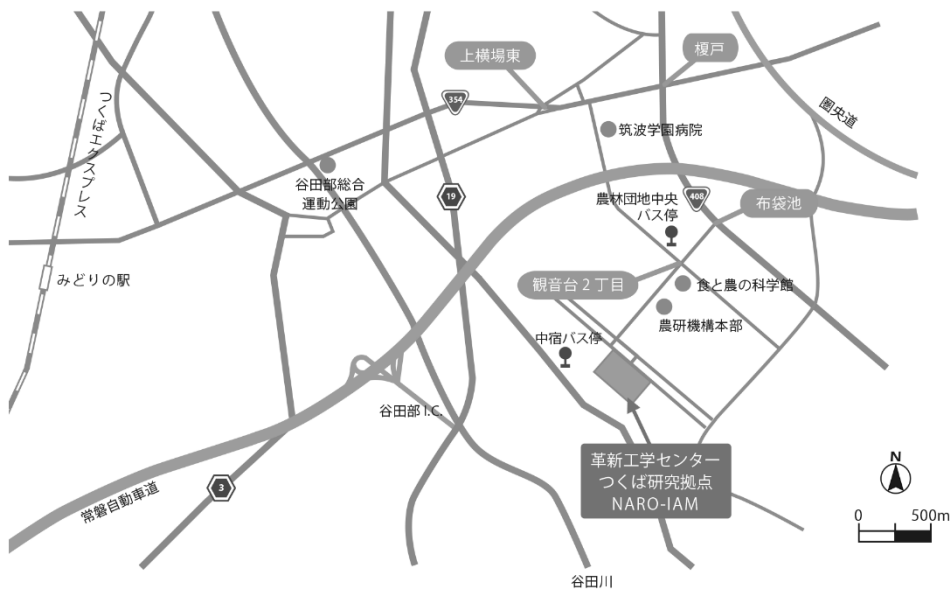 上横場東
榎戸
354
圏央道
つくばエクスプレス
筑波学園病院
谷田部総合
運動公園
19
農林団地中央
バス停
408
布袋池
みどりの駅
観音台2丁目
食と農の科学館
農研機構本部
中宿バス停
谷田部 I.C.
革新工学センター
つくば研究拠点
NARO-IAM
常磐自動車道
3
N
0 500m
谷田川